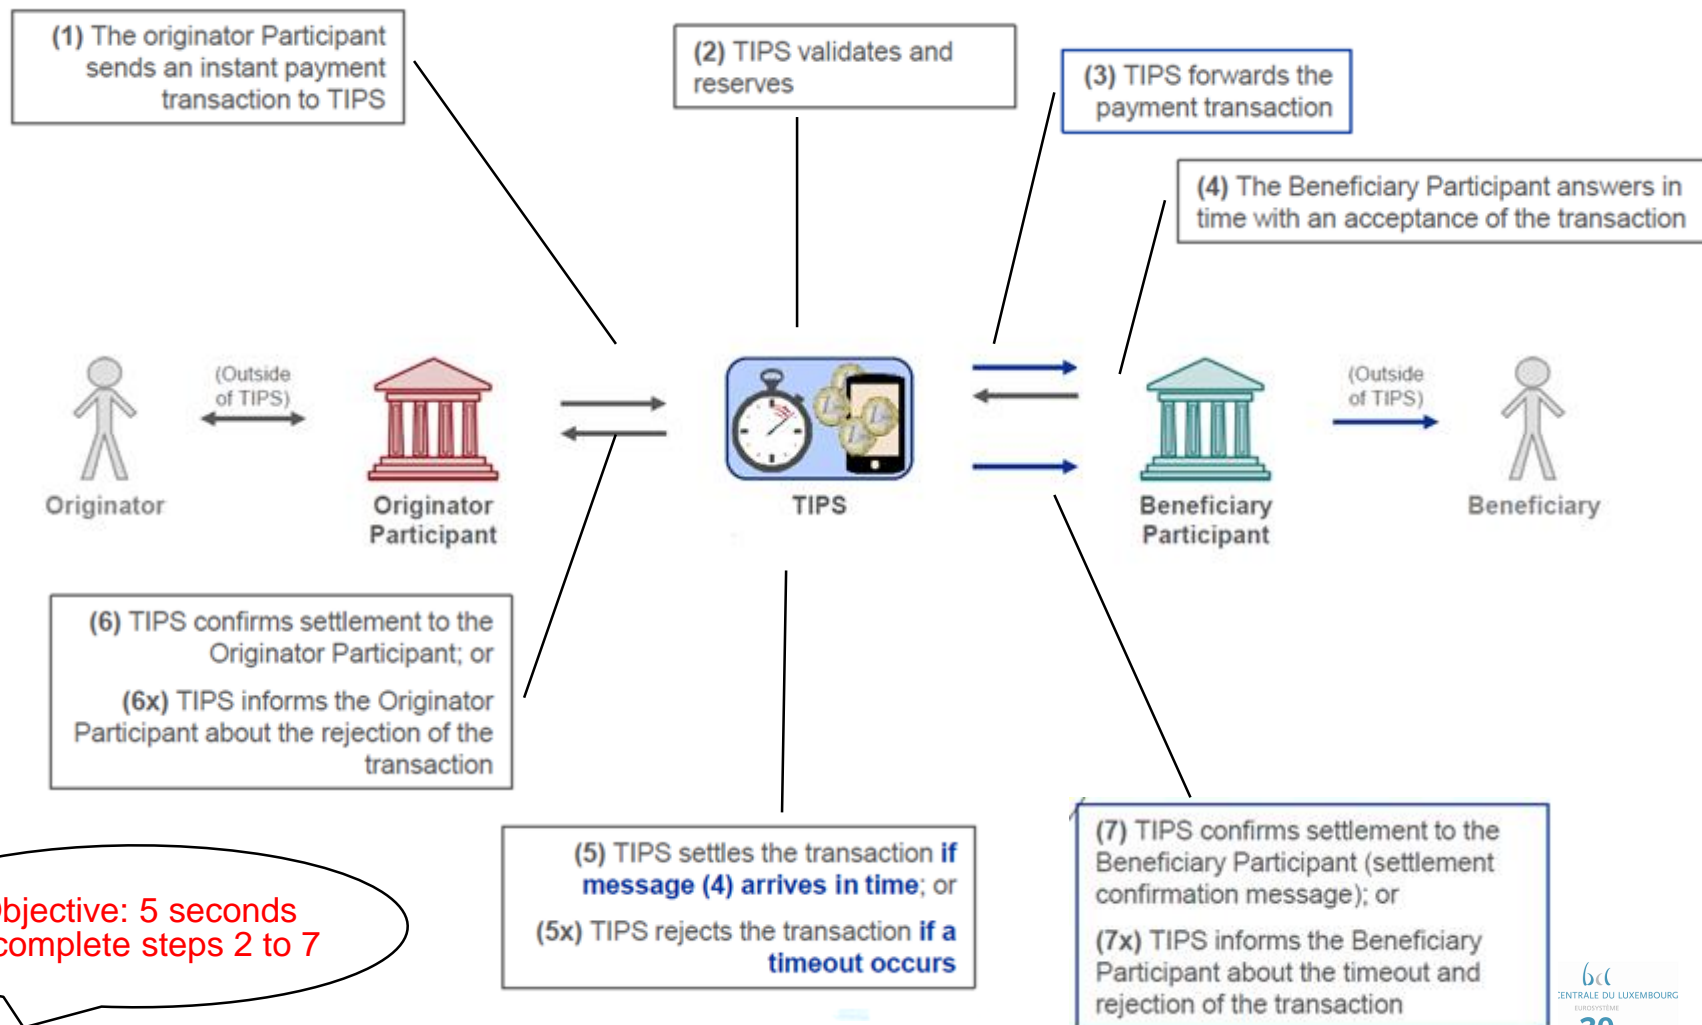 (1) The originator Participant
sends an instant payment
transaction to TIPS
(2) TIPS validates and
reserves
(3) TIPS forwards the
payment transaction
(4) The Beneficiary Participant answers in
time with an acceptance of the transaction
(Outside
of TIPS)
(Outside
of TIPS)
Originator
Originator
Participant
TIPS
Beneficiary
Participant
Beneficiary
(6) TIPS confirms settlement to the
Originator Participant; or
(6x) TIPS informs the Originator
Participant about the rejection of the
transaction
(5) TIPS settles the transaction if
message (4) arrives in time; or
(5x) TIPS rejects the transaction if a
timeout occurs
(7) TIPS confirms settlement to the
Beneficiary Participant (settlement
confirmation message); or
(7x) TIPS informs the Beneficiary
Participant about the timeout and
rejection of the transaction
bjective: 5 seconds
complete steps 2 to 7
bcl
ENTRALE DU LUXEMBOURG
EUROSYSTÈME